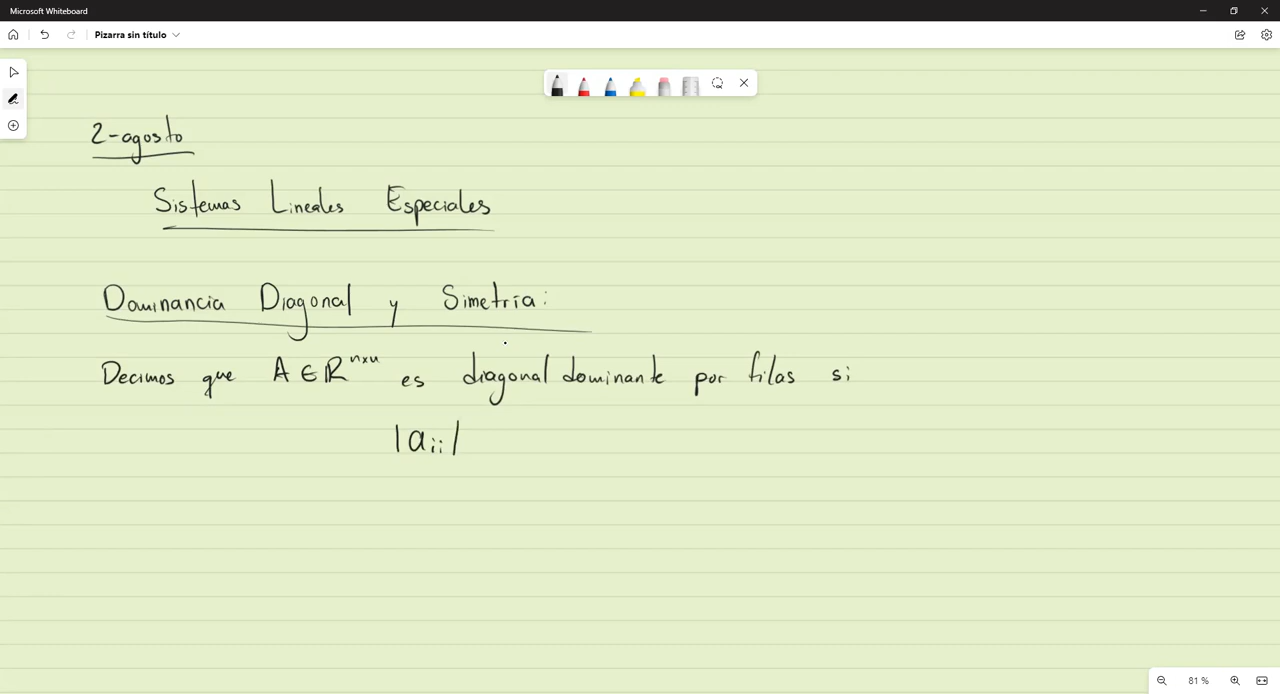 Microsoft Whiteboard
Pizarra sin título
2-agosto
Sistemas Lineales Especiales
Dominancia Diagonal y Simetría:
Decimos que A ∈ ℝⁿˣⁿ es diagonal dominante por filas si
|aᵢᵢ|
81 %